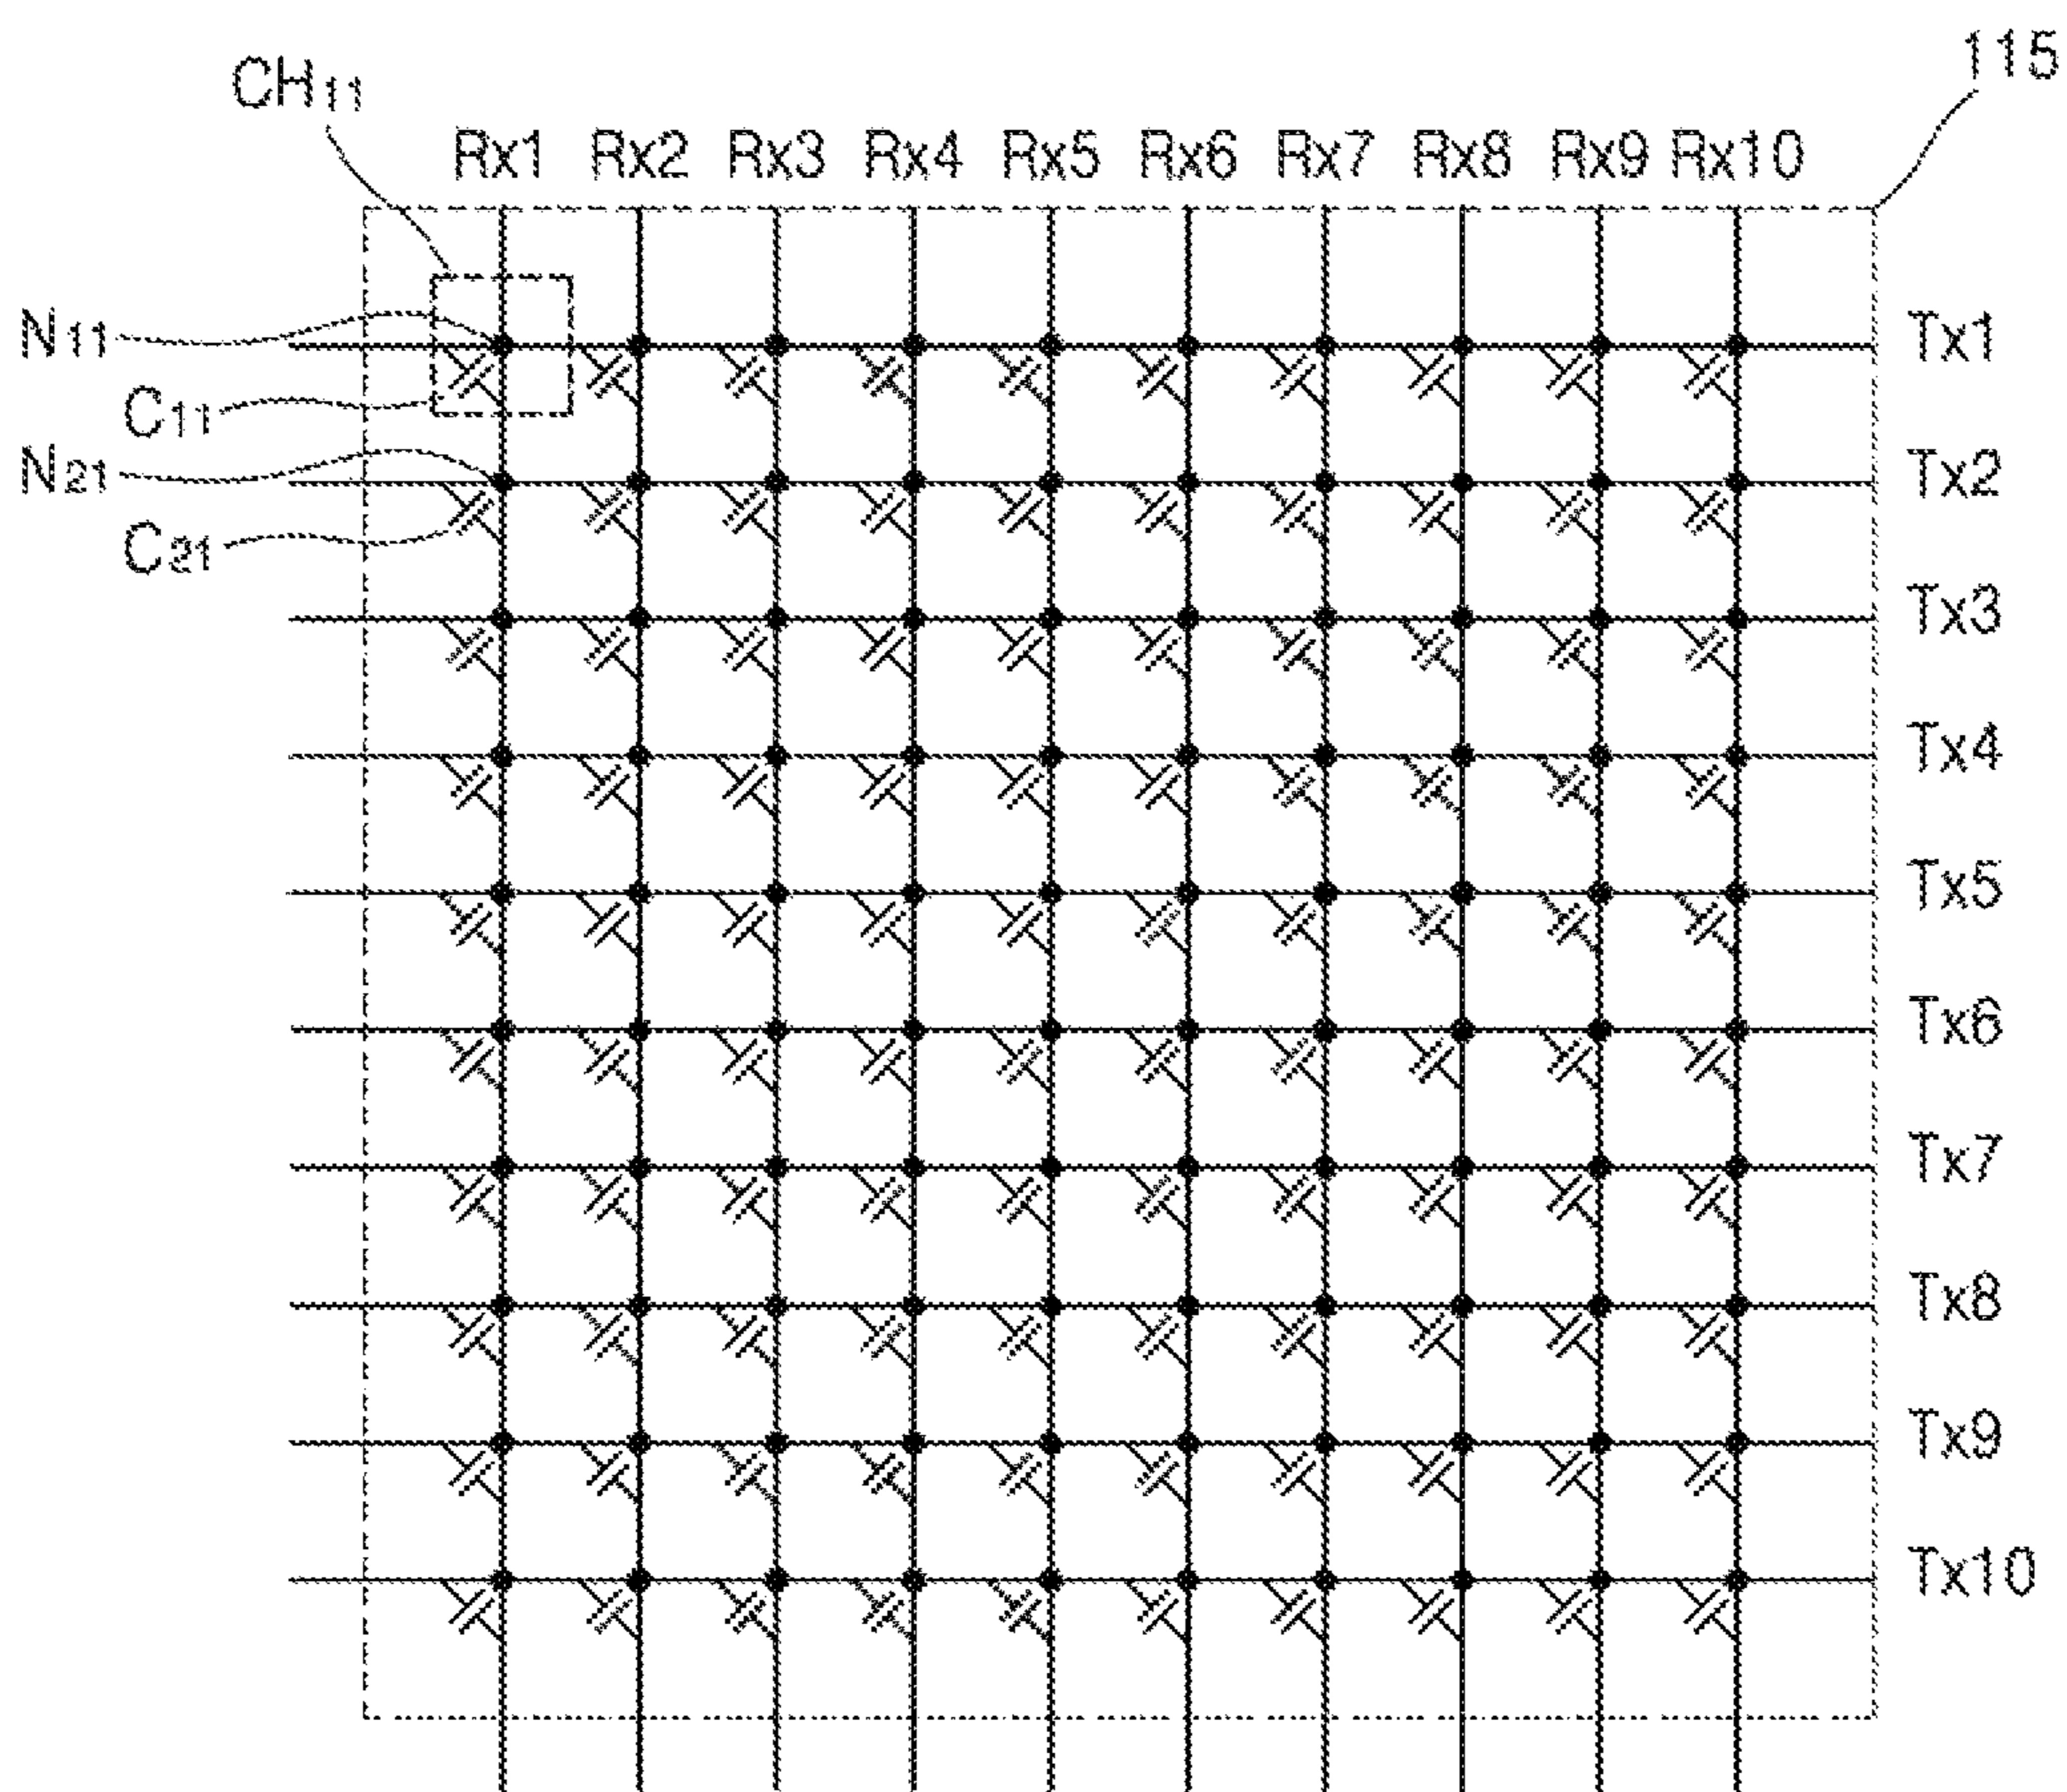 115
CH11
Rx1 Rx2 Rx3 Rx4 Rx5 Rx6 Rx7 Rx8 Rx9 Rx10
N11
Tx1
C11
N21
Tx2
C21
Tx3
Tx4
Tx5
Tx6
Tx7
Tx8
Tx9
Tx10